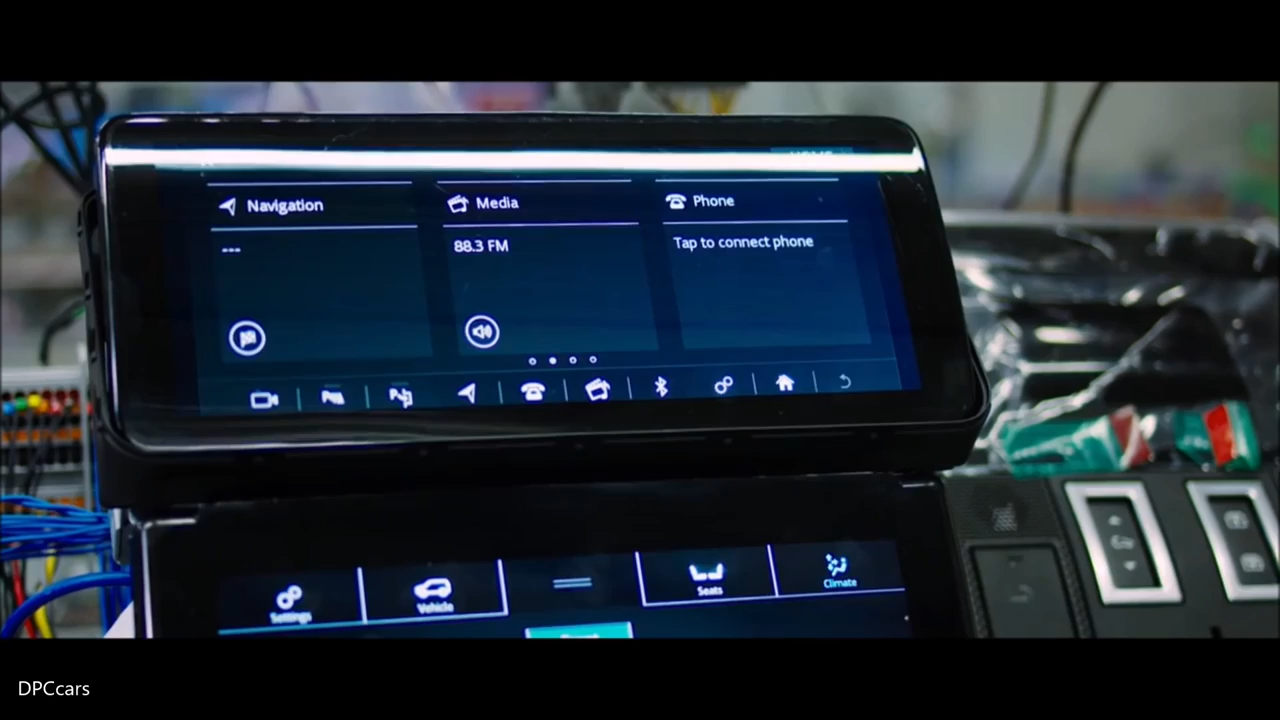 Navigation
Media
Phone
---
88.3 FM
Tap to connect phone
Settings
Vehicle
Seats
Climate
DPCcars